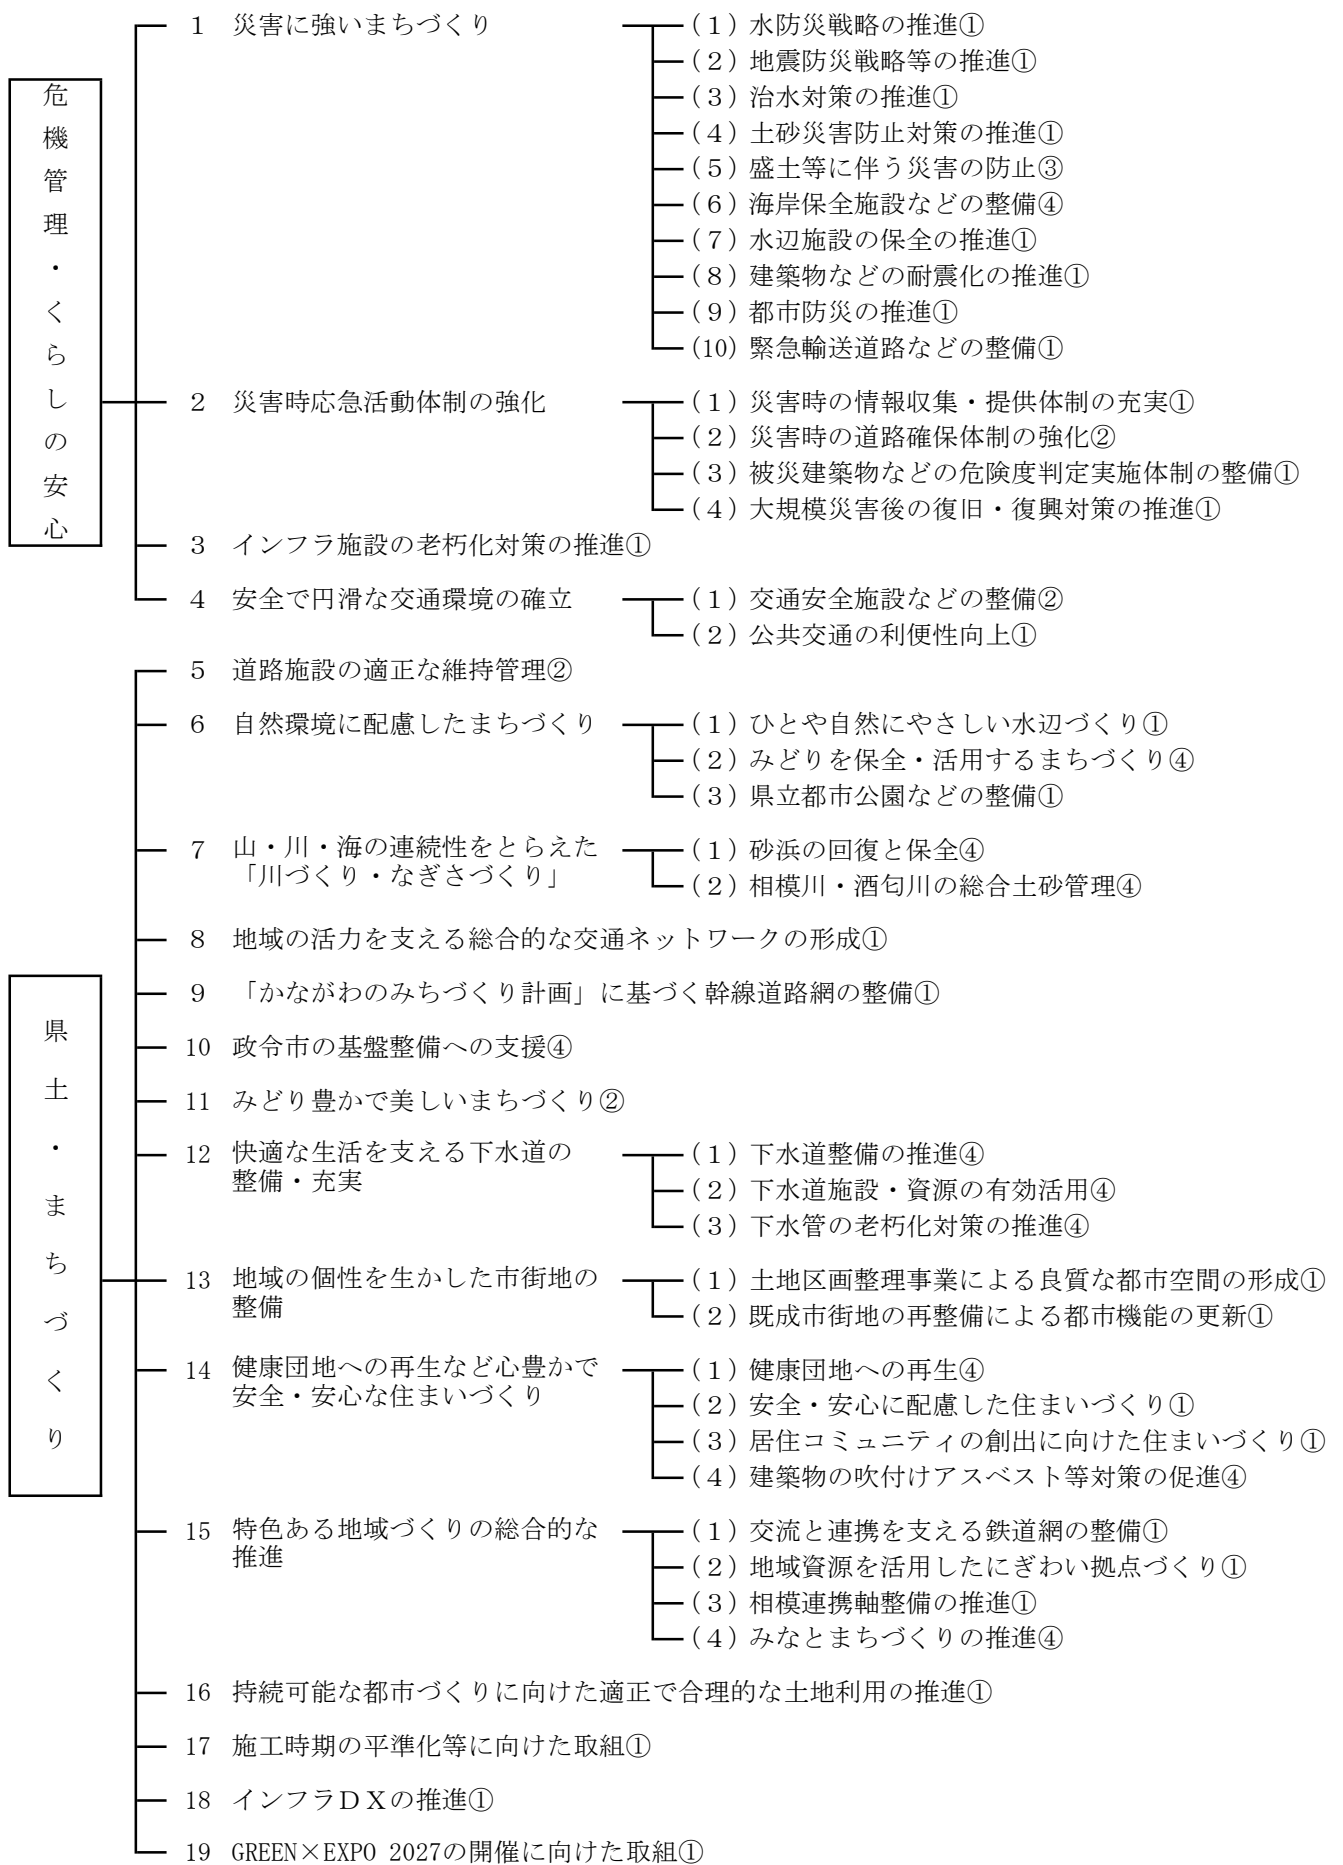 危機管理・くらしの安心
1 災害に強いまちづくり
(1)水防災戦略の推進①
(2)地震防災戦略等の推進①
(3)治水対策の推進①
(4)土砂災害防止対策の推進①
(5)盛土等に伴う災害の防止③
(6)海岸保全施設などの整備④
(7)水辺施設の保全の推進①
(8)建築物などの耐震化の推進①
(9)都市防災の推進①
(10)緊急輸送道路などの整備①
2 災害時応急活動体制の強化
(1)災害時の情報収集・提供体制の充実①
(2)災害時の道路確保体制の強化②
(3)被災建築物などの危険度判定実施体制の整備①
(4)大規模災害後の復旧・復興対策の推進①
3 インフラ施設の老朽化対策の推進①
4 安全で円滑な交通環境の確立
(1)交通安全施設などの整備②
(2)公共交通の利便性向上①
県土・まちづくり
5 道路施設の適正な維持管理②
6 自然環境に配慮したまちづくり
(1)ひとや自然にやさしい水辺づくり①
(2)みどりを保全・活用するまちづくり④
(3)県立都市公園などの整備①
7 山・川・海の連続性をとらえた
「川づくり・なぎさづくり」
(1)砂浜の回復と保全④
(2)相模川・酒匂川の総合土砂管理④
8 地域の活力を支える総合的な交通ネットワークの形成①
9 「かながわのみちづくり計画」に基づく幹線道路網の整備①
10 政令市の基盤整備への支援④
11 みどり豊かで美しいまちづくり②
12 快適な生活を支える下水道の
整備・充実
(1)下水道整備の推進④
(2)下水道施設・資源の有効活用④
(3)下水管の老朽化対策の推進④
13 地域の個性を生かした市街地の
整備
(1)土地区画整理事業による良質な都市空間の形成①
(2)既成市街地の再整備による都市機能の更新①
14 健康団地への再生など心豊かで
安全・安心な住まいづくり
(1)健康団地への再生④
(2)安全・安心に配慮した住まいづくり①
(3)居住コミュニティの創出に向けた住まいづくり①
(4)建築物の吹付けアスベスト等対策の促進④
15 特色ある地域づくりの総合的な
推進
(1)交流と連携を支える鉄道網の整備①
(2)地域資源を活用したにぎわい拠点づくり①
(3)相模連携軸整備の推進①
(4)みなとまちづくりの推進④
16 持続可能な都市づくりに向けた適正で合理的な土地利用の推進①
17 施工時期の平準化等に向けた取組①
18 インフラＤＸの推進①
19 GREEN×EXPO 2027の開催に向けた取組①